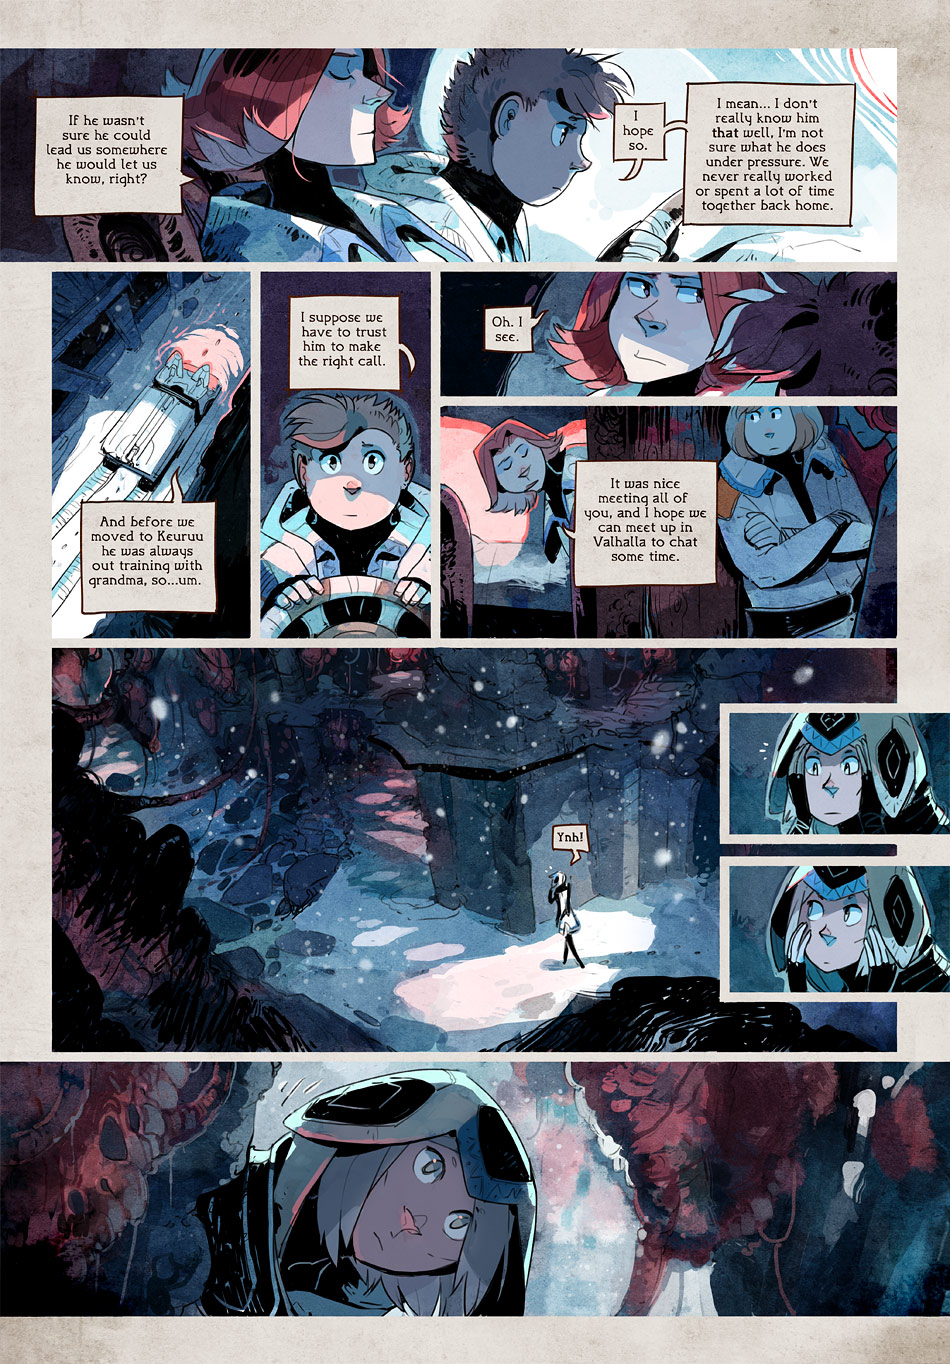 If he wasn't
sure he could
lead us somewhere
he would let us
know, right?
I
hope
so.
I mean... I don't
really know him
that well, I'm not
sure what he does
under pressure. We
never really worked
or spent a lot of time
together back home.
And before we
moved to Keuruu
he was always
out training with
grandma, so...um.
I suppose we
have to trust
him to make
the right call.
Oh. I
see.
It was nice
meeting all of
you, and I hope we
can meet up in
Valhalla to chat
some time.
Ynh!